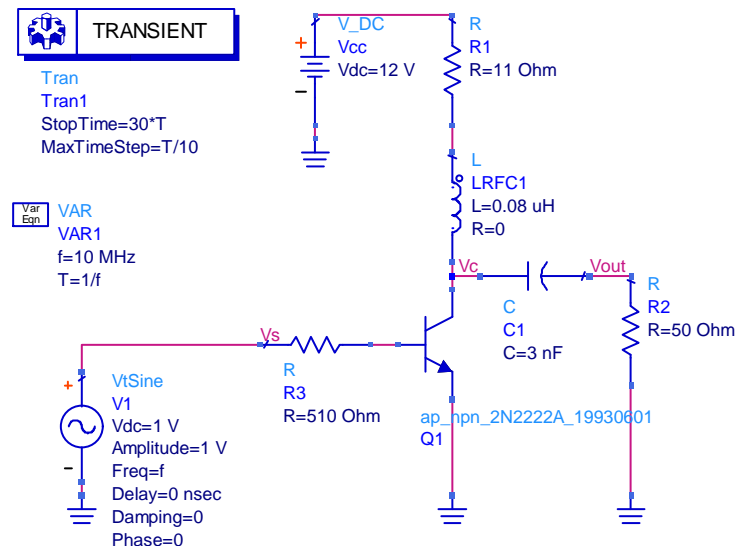 TRANSIENT
Tran
Tran1
StopTime=30*T
MaxTimeStep=T/10
Var
Eqn
VAR
VAR1
f=10 MHz
T=1/f
+
V_DC
Vcc
Vdc=12 V
R
R1
R=11 Ohm
L
LRFC1
L=0.08 uH
R=0
Vc
Vout
C
C1
C=3 nF
R
R2
R=50 Ohm
Vs
R
R3
R=510 Ohm
ap_npn_2N2222A_19930601
Q1
+
VtSine
V1
Vdc=1 V
Amplitude=1 V
Freq=f
Delay=0 nsec
Damping=0
Phase=0